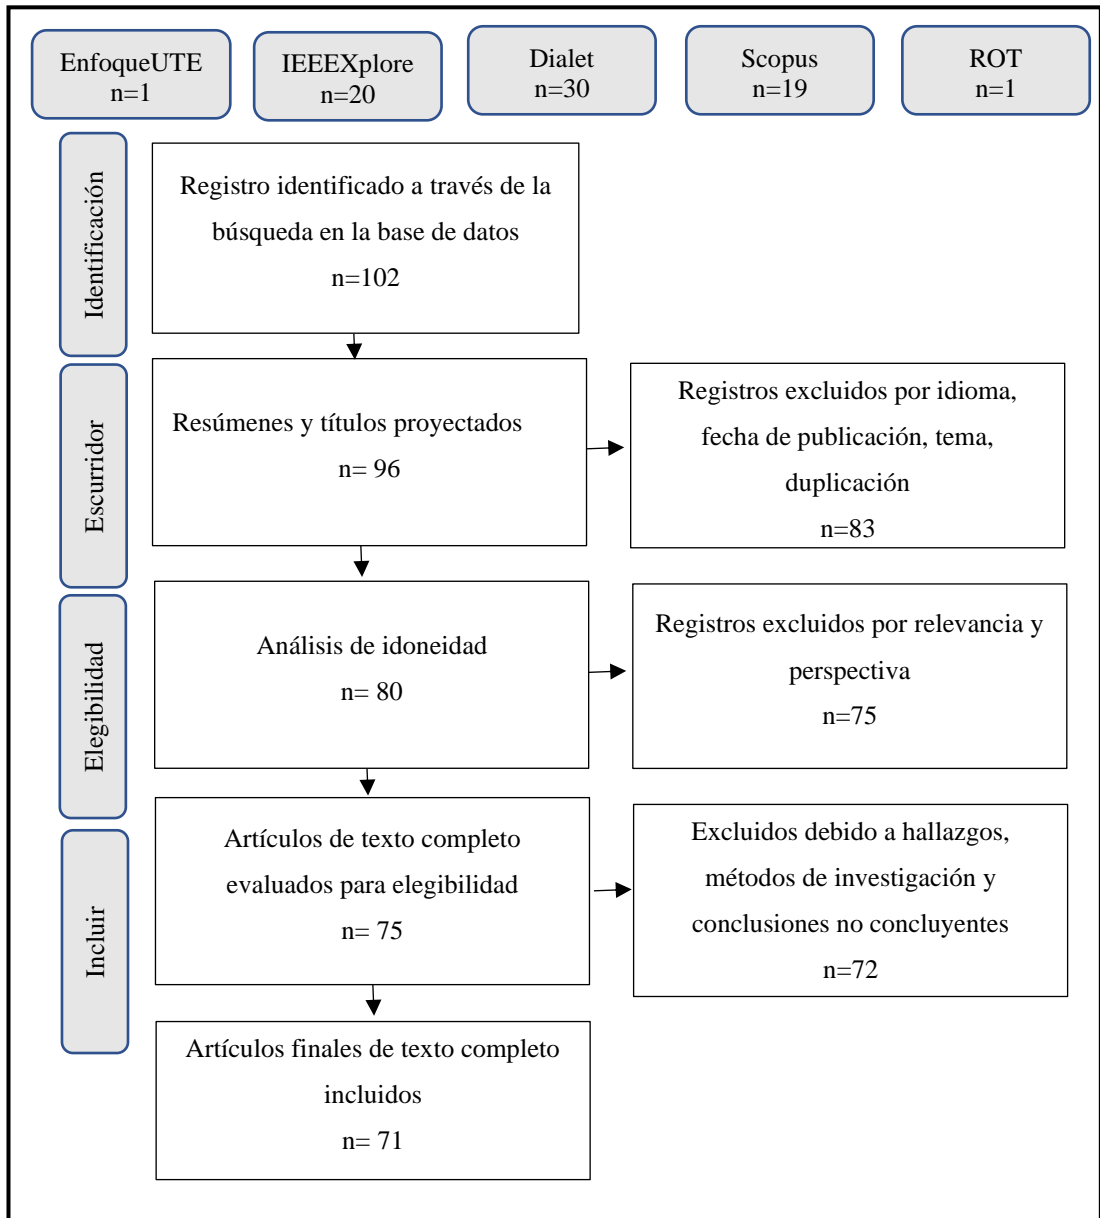 EnfoqueUTE
n=1
IEEEXplore
n=20
Dialet
n=30
Scopus
n=19
ROT
n=1
Identificación
Registro identificado a través de la
búsqueda en la base de datos
n=102
Escurridor
Resúmenes y títulos proyectados
n= 96
Registros excluidos por idioma,
fecha de publicación, tema,
duplicación
n=83
Elegibilidad
Análisis de idoneidad
n= 80
Registros excluidos por relevancia y
perspectiva
n=75
Incluir
Artículos de texto completo
evaluados para elegibilidad
n= 75
Excluidos debido a hallazgos,
métodos de investigación y
conclusiones no concluyentes
n=72
Artículos finales de texto completo
incluidos
n= 71